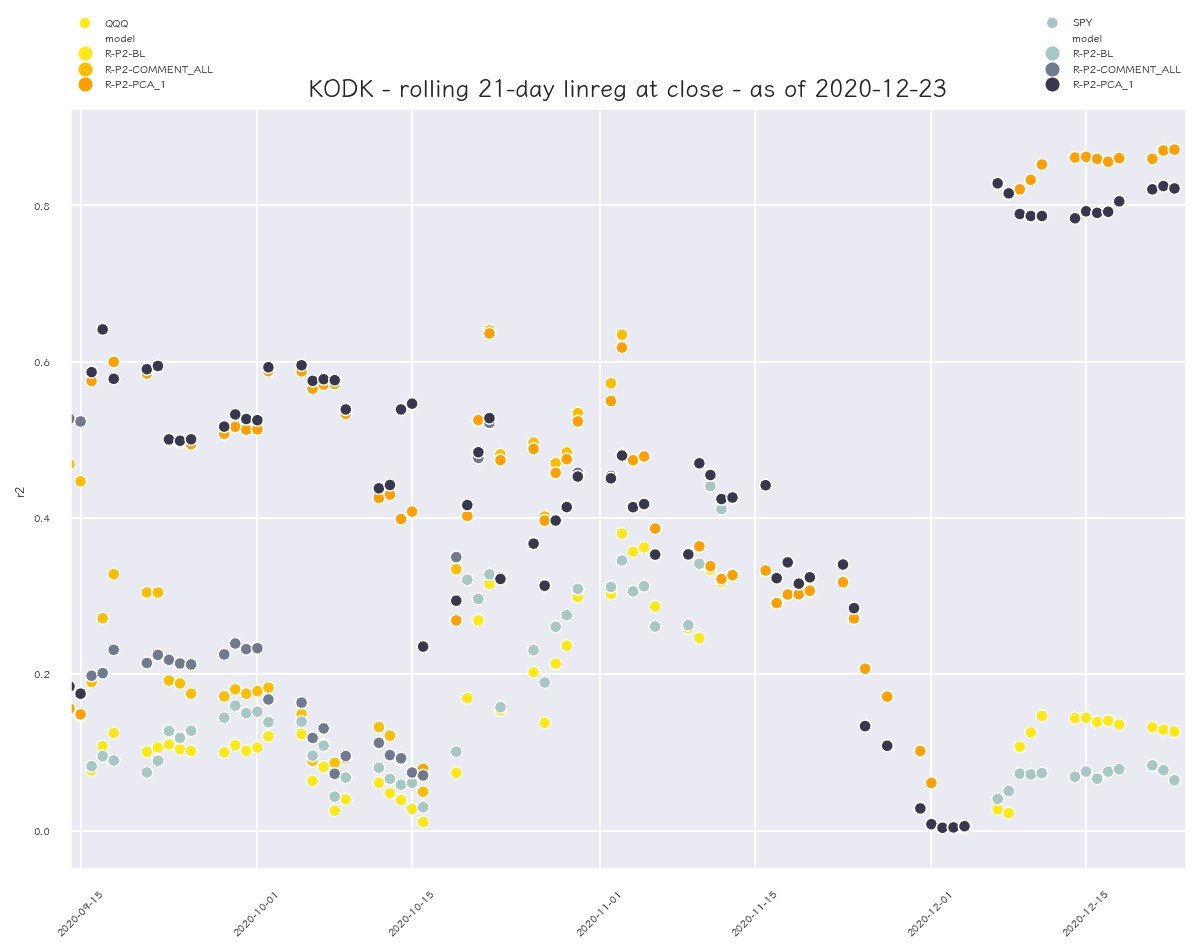 QQQ
model
R-P2-BL
R-P2-COMMENT_ALL
R-P2-PCA_1
SPY
model
R-P2-BL
R-P2-COMMENT_ALL
R-P2-PCA_1
KODK - rolling 21-day linreg at close - as of 2020-12-23
0.8
0.6
0.4
0.2
0.0
r2
2020-09-15
2020-10-01
2020-10-15
2020-11-01
2020-11-15
2020-12-01
2020-12-15